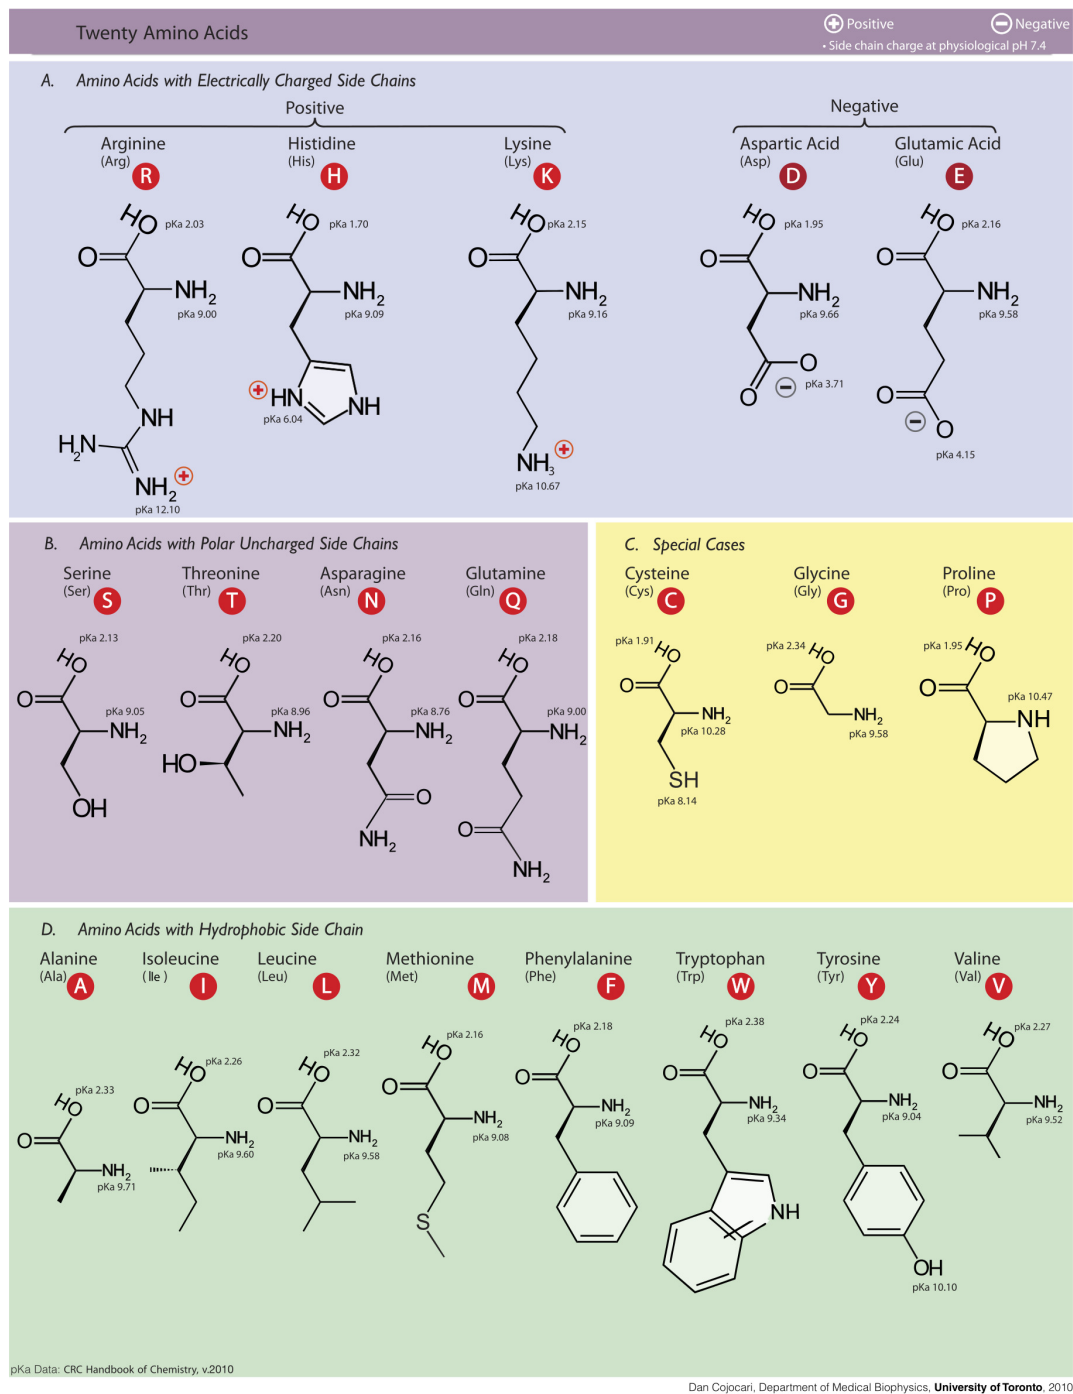 Twenty Amino Acids
⊕ Positive
⊖ Negative
• Side chain charge at physiological pH 7.4
A. Amino Acids with Electrically Charged Side Chains
Positive
Negative
Arginine
(Arg)
R
Histidine
(His)
H
Lysine
(Lys)
K
Aspartic Acid
(Asp)
D
Glutamic Acid
(Glu)
E
HO
pKa 2.03
O
NH2
pKa 9.00
NH
H2N
NH2
pKa 12.10
HO
pKa 1.70
O
NH2
pKa 9.09
HN
pKa 6.04
NH
HO
pKa 2.15
O
NH2
pKa 9.16
NH3
pKa 10.67
HO
pKa 1.95
O
NH2
pKa 9.66
O
O
pKa 3.71
HO
pKa 2.16
O
NH2
pKa 9.58
O
O
pKa 4.15
B. Amino Acids with Polar Uncharged Side Chains
Serine
(Ser)
S
Threonine
(Thr)
T
Asparagine
(Asn)
N
Glutamine
(Gln)
Q
pKa 2.13
HO
O
pKa 9.05
NH2
OH
pKa 2.20
HO
O
pKa 8.96
NH2
HO
pKa 2.16
HO
O
pKa 8.76
NH2
O
NH2
pKa 2.18
HO
O
pKa 9.00
NH2
O
NH2
C. Special Cases
Cysteine
(Cys)
C
Glycine
(Gly)
G
Proline
(Pro)
P
pKa 1.91
HO
O
NH2
pKa 10.28
SH
pKa 8.14
pKa 2.34
HO
O
NH2
pKa 9.58
pKa 1.95
HO
O
pKa 10.47
NH
D. Amino Acids with Hydrophobic Side Chain
Alanine
(Ala)
A
Isoleucine
(Ile )
I
Leucine
(Leu)
L
Methionine
(Met)
M
Phenylalanine
(Phe)
F
Tryptophan
(Trp)
W
Tyrosine
(Tyr)
Y
Valine
(Val)
V
pKa 2.33
HO
O
NH2
pKa 9.71
pKa 2.26
HO
O
NH2
pKa 9.60
pKa 2.32
HO
O
NH2
pKa 9.58
pKa 2.16
HO
O
NH2
pKa 9.08
S
pKa 2.18
HO
O
NH2
pKa 9.09
pKa 2.38
HO
O
NH2
pKa 9.34
NH
pKa 2.24
HO
O
NH2
pKa 9.04
OH
pKa 10.10
pKa 2.27
HO
O
NH2
pKa 9.52
pKa Data: CRC Handbook of Chemistry, v.2010
Dan Cojocari, Department of Medical Biophysics, University of Toronto, 2010